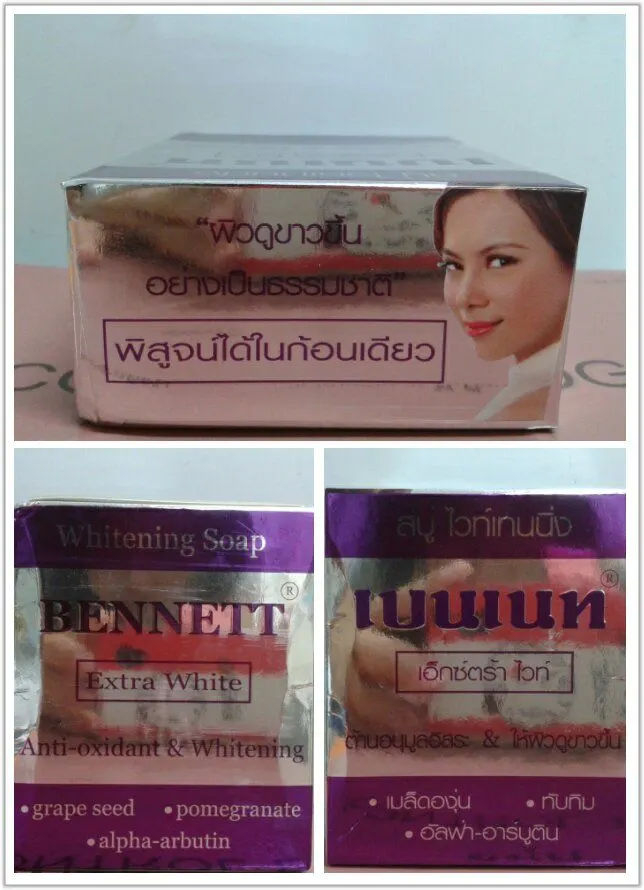 "ผิวดูขาวขึ้น
อย่างเป็นธรรมชาติ"
พิสูจน์ได้ในก้อนเดียว
Whitening Soap
BENNETT®
Extra White
Anti-oxidant & Whitening
•grape seed •pomegranate
•alpha-arbutin
สบู่ ไวท์เทนนิ่ง
เบนเนท®
เอ็กซ์ตร้า ไวท์
ต้านอนุมูลอิสระ & ให้ผิวดูขาวขึ้น
• เมล็ดองุ่น • ทับทิม
• อัลฟา-อาร์บูติน